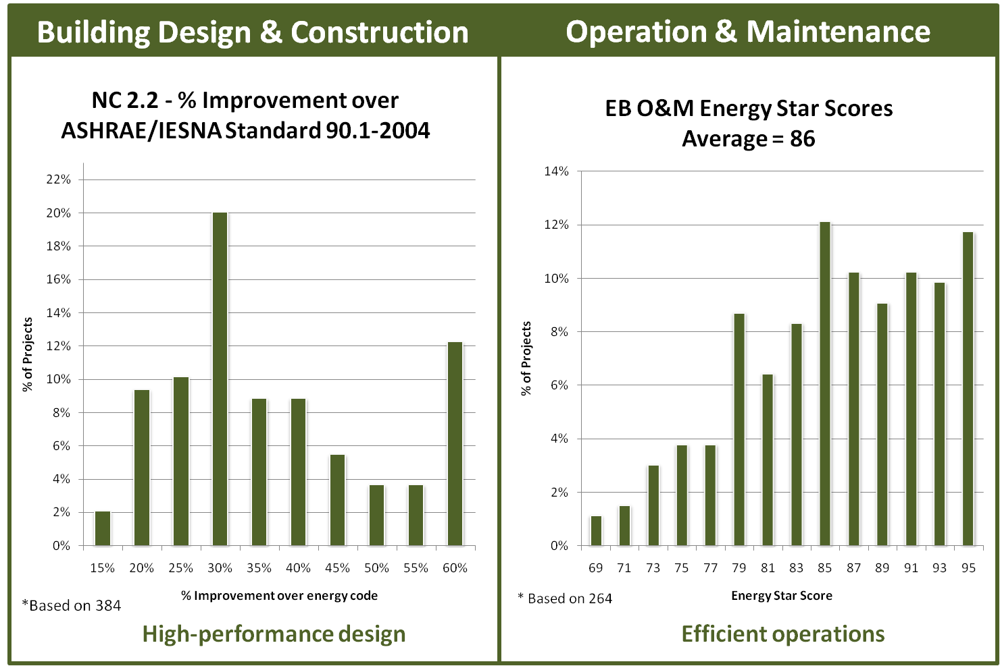 Building Design & Construction
Operation & Maintenance
NC 2.2 - % Improvement over
ASHRAE/IESNA Standard 90.1-2004
22%
20%
18%
16%
14%
12%
10%
8%
6%
4%
2%
0%
% of Projects
15% 20% 25% 30% 35% 40% 45% 50% 55% 60%
% Improvement over energy code
*Based on 384
High-performance design
EB O&M Energy Star Scores
Average = 86
14%
12%
10%
8%
6%
4%
2%
0%
% of Projects
69 71 73 75 77 79 81 83 85 87 89 91 93 95
* Based on 264
Energy Star Score
Efficient operations